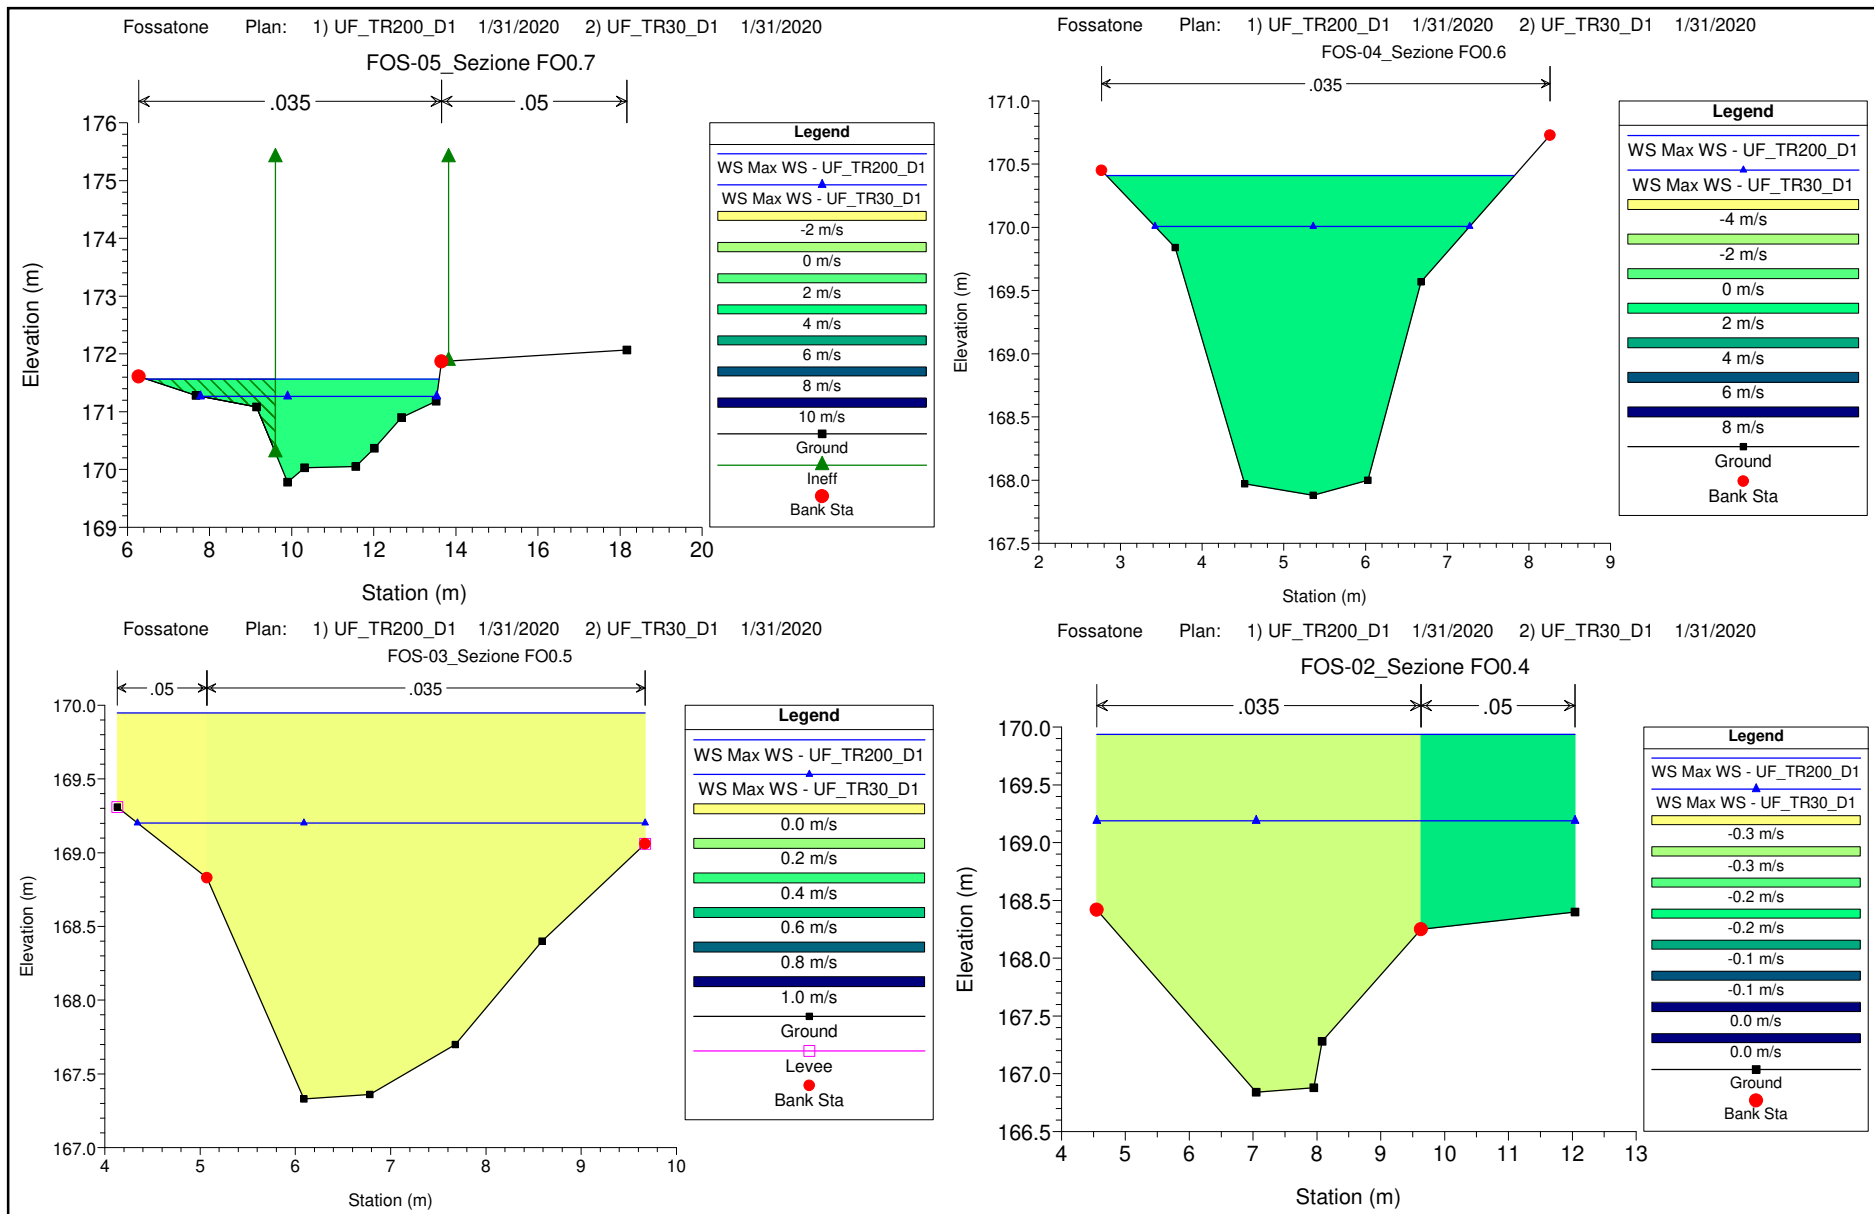 Fossatone Plan: 1) UF_TR200_D1 1/31/2020 2) UF_TR30_D1 1/31/2020
FOS-05_Sezione FO0.7
.035 .05
176
175
174
173
172
171
170
169
Elevation (m)
6 8 10 12 14 16 18 20
Station (m)
Legend
WS Max WS - UF_TR200_D1
WS Max WS - UF_TR30_D1
-2 m/s
0 m/s
2 m/s
4 m/s
6 m/s
8 m/s
10 m/s
Ground
Ineff
Bank Sta
Fossatone Plan: 1) UF_TR200_D1 1/31/2020 2) UF_TR30_D1 1/31/2020
FOS-04_Sezione FO0.6
.035
171.0
170.5
170.0
169.5
169.0
168.5
168.0
167.5
Elevation (m)
2 3 4 5 6 7 8 9
Station (m)
Legend
WS Max WS - UF_TR200_D1
WS Max WS - UF_TR30_D1
-4 m/s
-2 m/s
0 m/s
2 m/s
4 m/s
6 m/s
8 m/s
Ground
Bank Sta
Fossatone Plan: 1) UF_TR200_D1 1/31/2020 2) UF_TR30_D1 1/31/2020
FOS-03_Sezione FO0.5
.05 .035
170.0
169.5
169.0
168.5
168.0
167.5
167.0
Elevation (m)
4 5 6 7 8 9 10
Station (m)
Legend
WS Max WS - UF_TR200_D1
WS Max WS - UF_TR30_D1
0.0 m/s
0.2 m/s
0.4 m/s
0.6 m/s
0.8 m/s
1.0 m/s
Ground
Levee
Bank Sta
Fossatone Plan: 1) UF_TR200_D1 1/31/2020 2) UF_TR30_D1 1/31/2020
FOS-02_Sezione FO0.4
.035 .05
170.0
169.5
169.0
168.5
168.0
167.5
167.0
166.5
Elevation (m)
4 5 6 7 8 9 10 11 12 13
Station (m)
Legend
WS Max WS - UF_TR200_D1
WS Max WS - UF_TR30_D1
-0.3 m/s
-0.3 m/s
-0.2 m/s
-0.2 m/s
-0.1 m/s
-0.1 m/s
0.0 m/s
0.0 m/s
Ground
Bank Sta